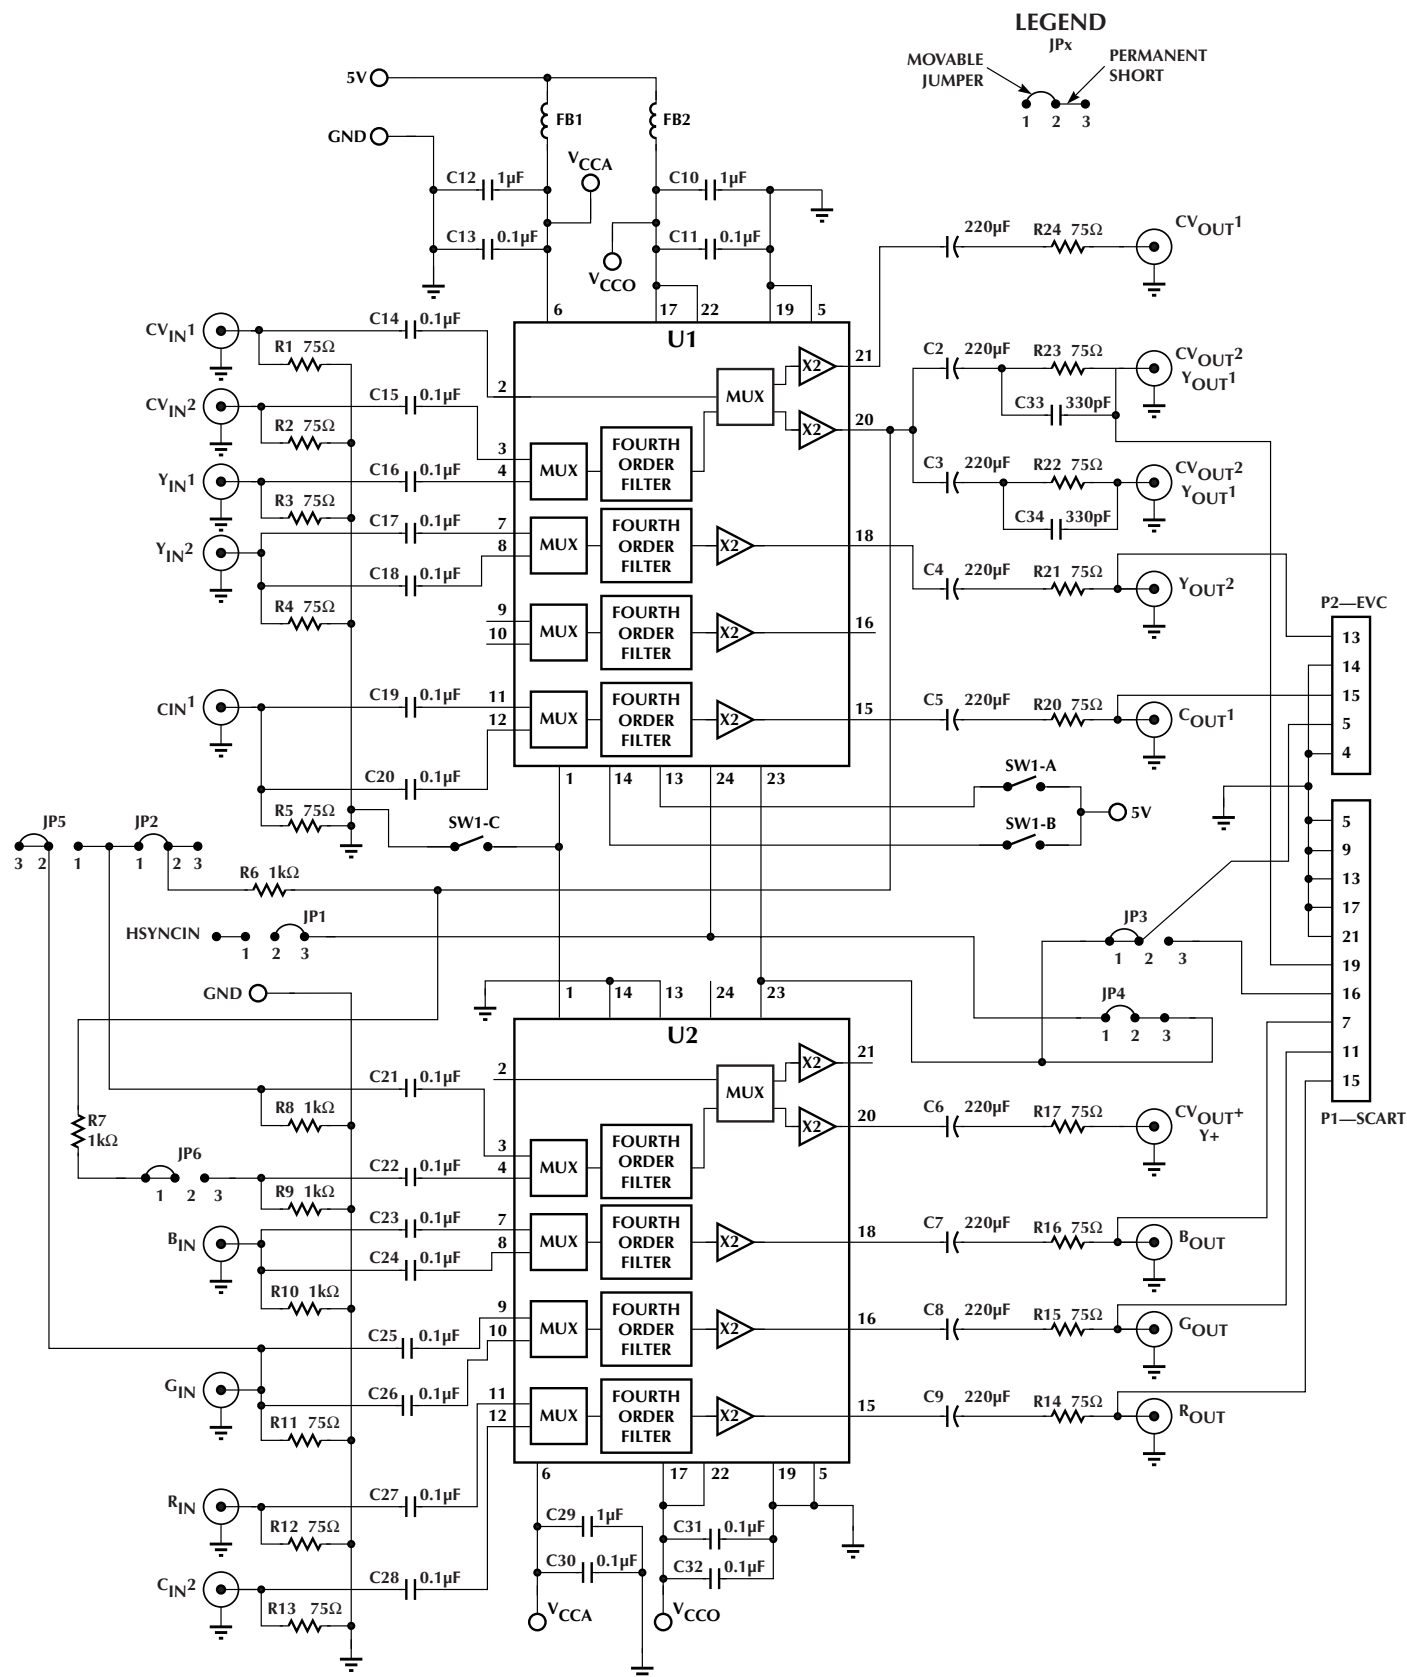 LEGEND
JPx
MOVABLE
JUMPER
PERMANENT
SHORT
1 2 3
5V
FB1
FB2
GND
VCCA
C12 1µF
C10 1µF
C13 0.1µF
C11 0.1µF
VCCO
220µF R24 75Ω
CVOUT1
6 17 22 19 5
U1
CVIN1
C14 0.1µF
R1 75Ω
2
MUX
X2
21
C2 220µF R23 75Ω
CVOUT2
YOUT1
C33 330pF
CVIN2
C15 0.1µF
R2 75Ω
3
X2
20
YIN1
C16 0.1µF
R3 75Ω
4
MUX
FOURTH
ORDER
FILTER
C3 220µF R22 75Ω
CVOUT2
YOUT1
C34 330pF
YIN2
C17 0.1µF
7
C18 0.1µF
8
MUX
FOURTH
ORDER
FILTER
X2
18
C4 220µF R21 75Ω
YOUT2
R4 75Ω
9
10
MUX
FOURTH
ORDER
FILTER
X2
16
P2—EVC
13
14
15
5
4
CIN1
C19 0.1µF
11
12
MUX
FOURTH
ORDER
FILTER
X2
15
C5 220µF R20 75Ω
COUT1
C20 0.1µF
R5 75Ω
1 14 13 24 23
SW1-A
SW1-B
5V
SW1-C
JP5
3 2 1
JP2
1 2 3
R6 1kΩ
HSYNCIN
JP1
1 2 3
GND
5
9
13
17
21
19
16
7
11
15
P1—SCART
JP3
1 2 3
JP4
1 2 3
1 14 13 24 23
U2
2
MUX
X2
21
X2
20
C21 0.1µF
R8 1kΩ
R7
1kΩ
3
4
MUX
FOURTH
ORDER
FILTER
C6 220µF R17 75Ω
CVOUT+
Y+
JP6
1 2 3
C22 0.1µF
R9 1kΩ
BIN
C23 0.1µF
7
C24 0.1µF
8
MUX
FOURTH
ORDER
FILTER
X2
18
C7 220µF R16 75Ω
BOUT
R10 1kΩ
C25 0.1µF
9
10
MUX
FOURTH
ORDER
FILTER
X2
16
C8 220µF R15 75Ω
GOUT
GIN
C26 0.1µF
R11 75Ω
11
12
MUX
FOURTH
ORDER
FILTER
X2
15
C9 220µF R14 75Ω
ROUT
6 17 22 19 5
RIN
C27 0.1µF
R12 75Ω
C29 1µF
C31 0.1µF
C30 0.1µF
C32 0.1µF
CIN2
C28 0.1µF
R13 75Ω
VCCA
VCCO